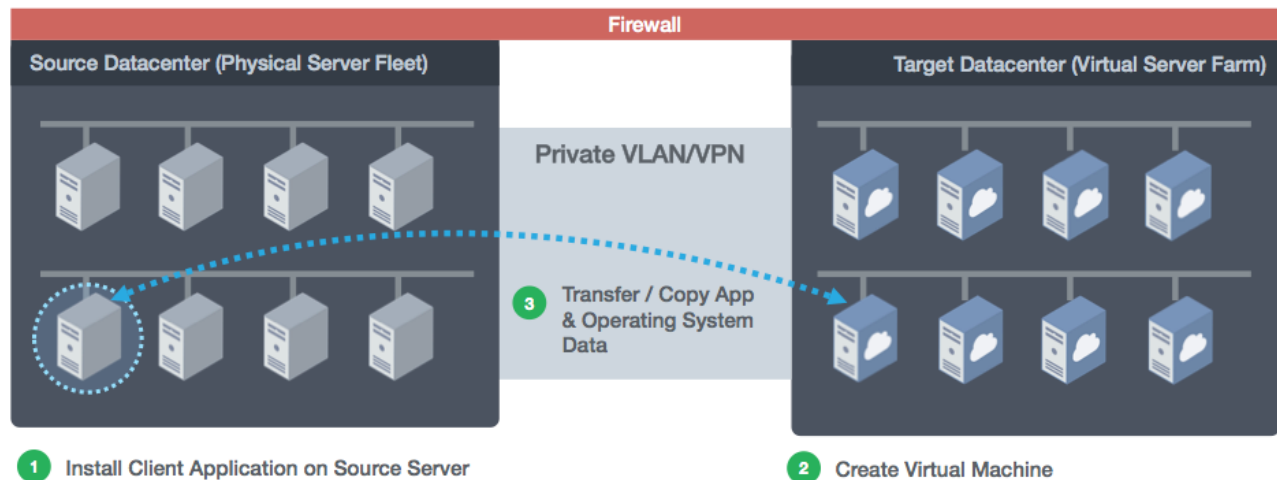 Firewall
Source Datacenter (Physical Server Fleet)
Target Datacenter (Virtual Server Farm)
Private VLAN/VPN
3 Transfer / Copy App
& Operating System
Data
1 Install Client Application on Source Server
2 Create Virtual Machine